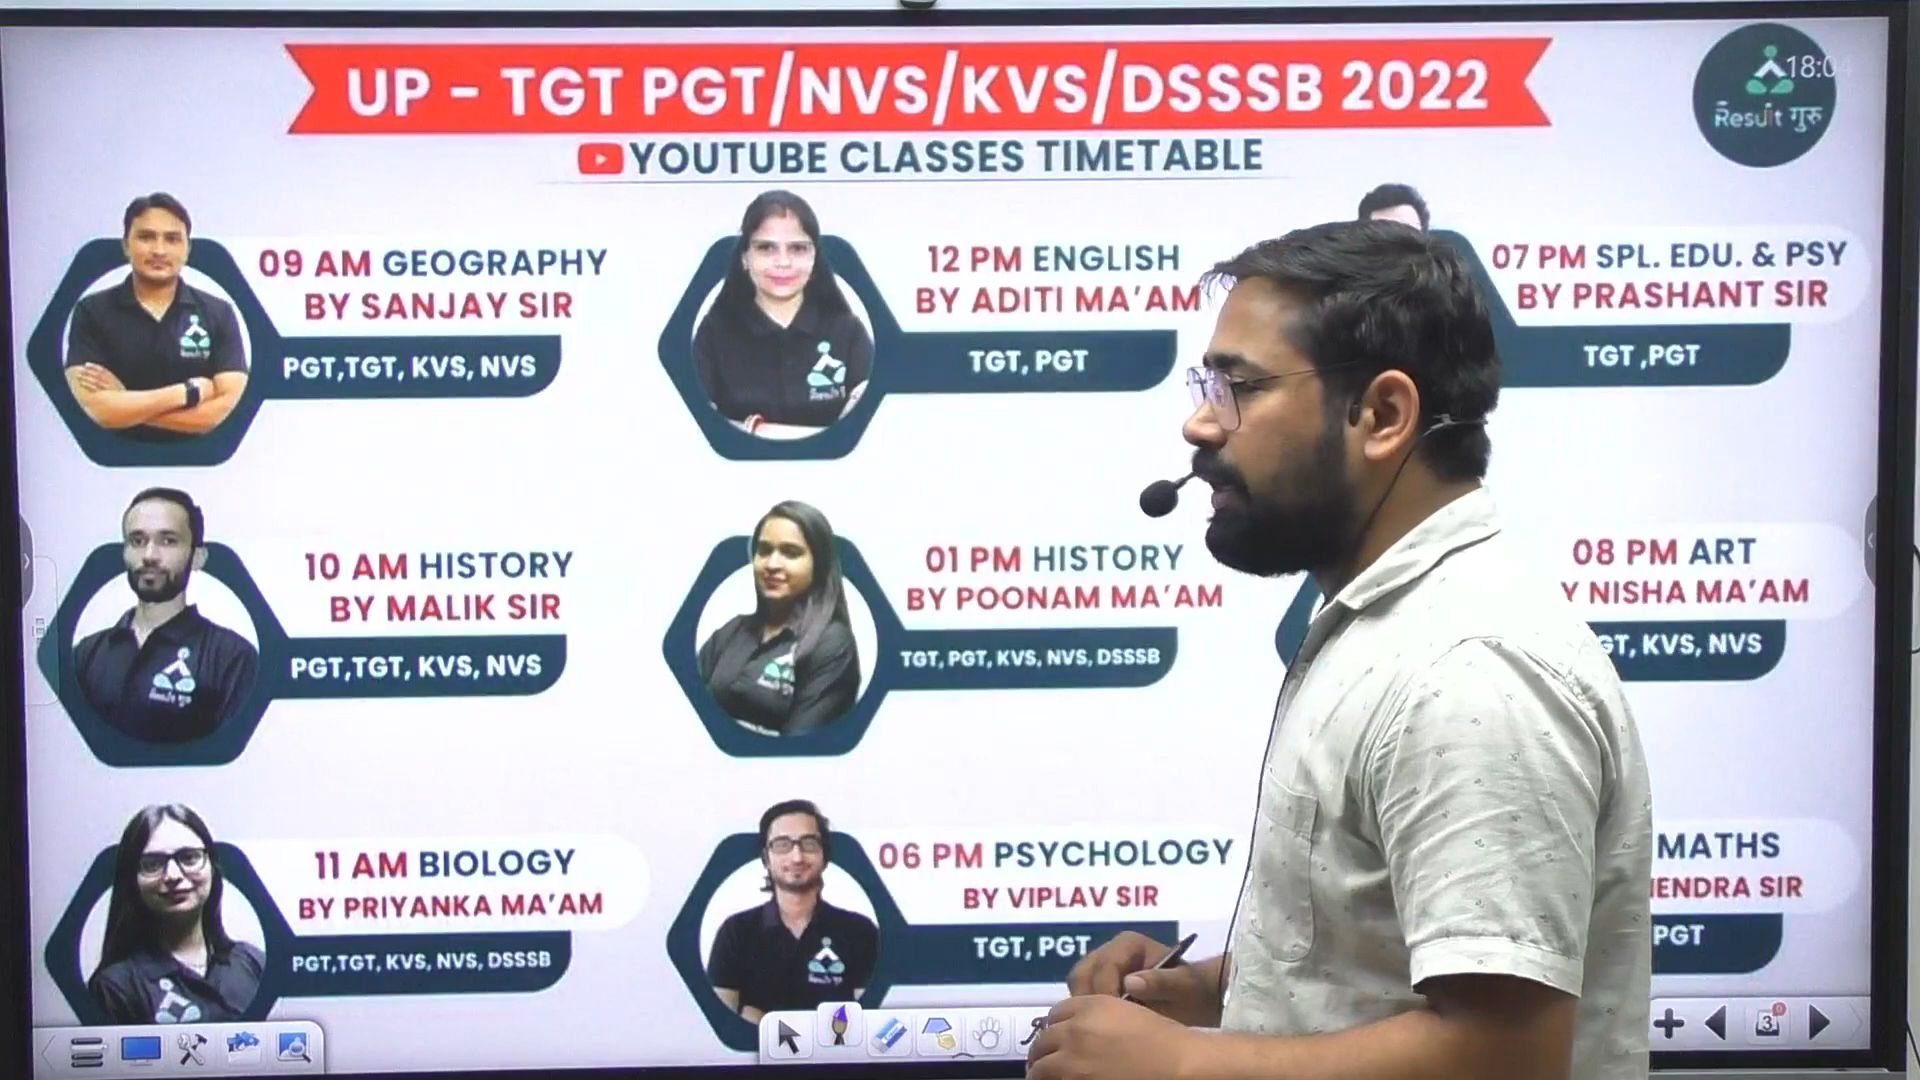 UP - TGT PGT/NVS/KVS/DSSSB 2022
YOUTUBE CLASSES TIMETABLE
18:04
Result गुरु
09 AM GEOGRAPHY
BY SANJAY SIR
PGT,TGT, KVS, NVS
12 PM ENGLISH
BY ADITI MA'AM
TGT, PGT
07 PM SPL. EDU. & PSY
BY PRASHANT SIR
TGT ,PGT
10 AM HISTORY
BY MALIK SIR
PGT,TGT, KVS, NVS
01 PM HISTORY
BY POONAM MA'AM
TGT, PGT, KVS, NVS, DSSSB
08 PM ART
NISHA MA'AM
KVS, NVS
11 AM BIOLOGY
BY PRIYANKA MA'AM
PGT,TGT, KVS, NVS, DSSSB
06 PM PSYCHOLOGY
BY VIPLAV SIR
TGT, PGT
MATHS
SIR
PGT
3